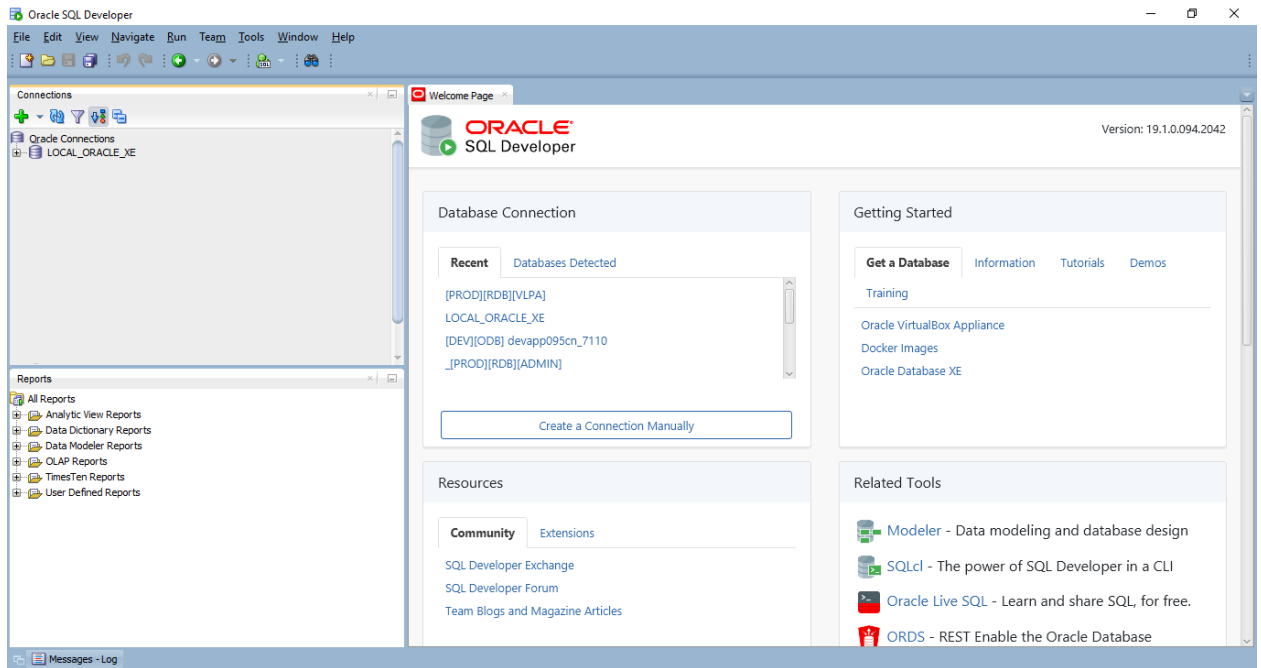 Oracle SQL Developer
File Edit View Navigate Run Team Tools Window Help
Connections
Oracle Connections
LOCAL_ORACLE_XE
Reports
All Reports
Analytic View Reports
Data Dictionary Reports
Data Modeler Reports
OLAP Reports
TimesTen Reports
User Defined Reports
Welcome Page
ORACLE
SQL Developer
Version: 19.1.0.094.2042
Database Connection
Recent Databases Detected
[PROD][RDB][VLPA]
LOCAL_ORACLE_XE
[DEV][ODB] devapp095cn_7110
_[PROD][RDB][ADMIN]
Create a Connection Manually
Getting Started
Get a Database Information Tutorials Demos
Training
Oracle VirtualBox Appliance
Docker Images
Oracle Database XE
Resources
Community Extensions
SQL Developer Exchange
SQL Developer Forum
Team Blogs and Magazine Articles
Related Tools
Modeler - Data modeling and database design
SQLcl - The power of SQL Developer in a CLI
Oracle Live SQL - Learn and share SQL, for free.
ORDS - REST Enable the Oracle Database
Messages - Log